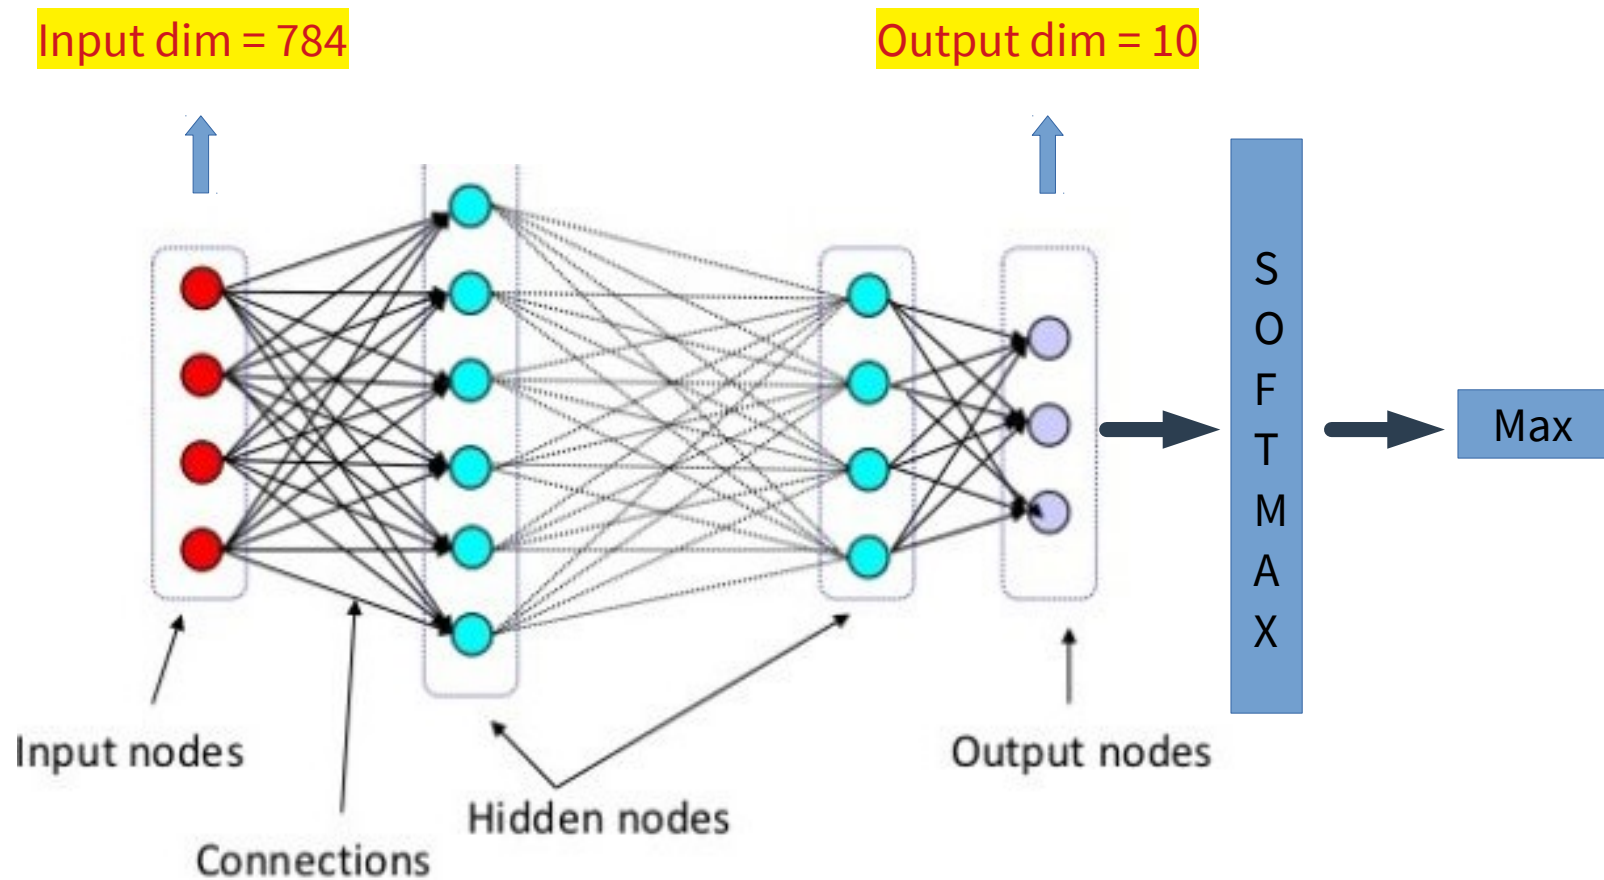 Input dim = 784
Output dim = 10
S
O
F
T
M
A
X
Max
Input nodes
Output nodes
Hidden nodes
Connections